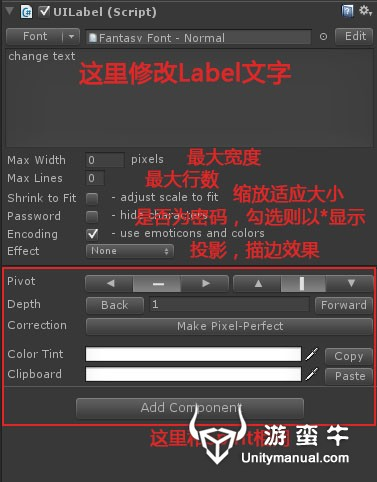 UILabel (Script)
Font
Fantasy Font - Normal
Edit
change text
这里修改Label文字
Max Width 0 pixels 最大宽度
Max Lines 0 最大行数
Shrink to Fit - adjust scale to fit 缩放适应大小
Password - hide characters 是否为密码，勾选则以*显示
Encoding - use emoticons and colors
Effect None 投影，描边效果
Pivot
Depth Back 1 Forward
Correction Make Pixel-Perfect
Color Tint Copy
Clipboard Paste
Add Component
这里和
游蛮牛
Unitymanual.com